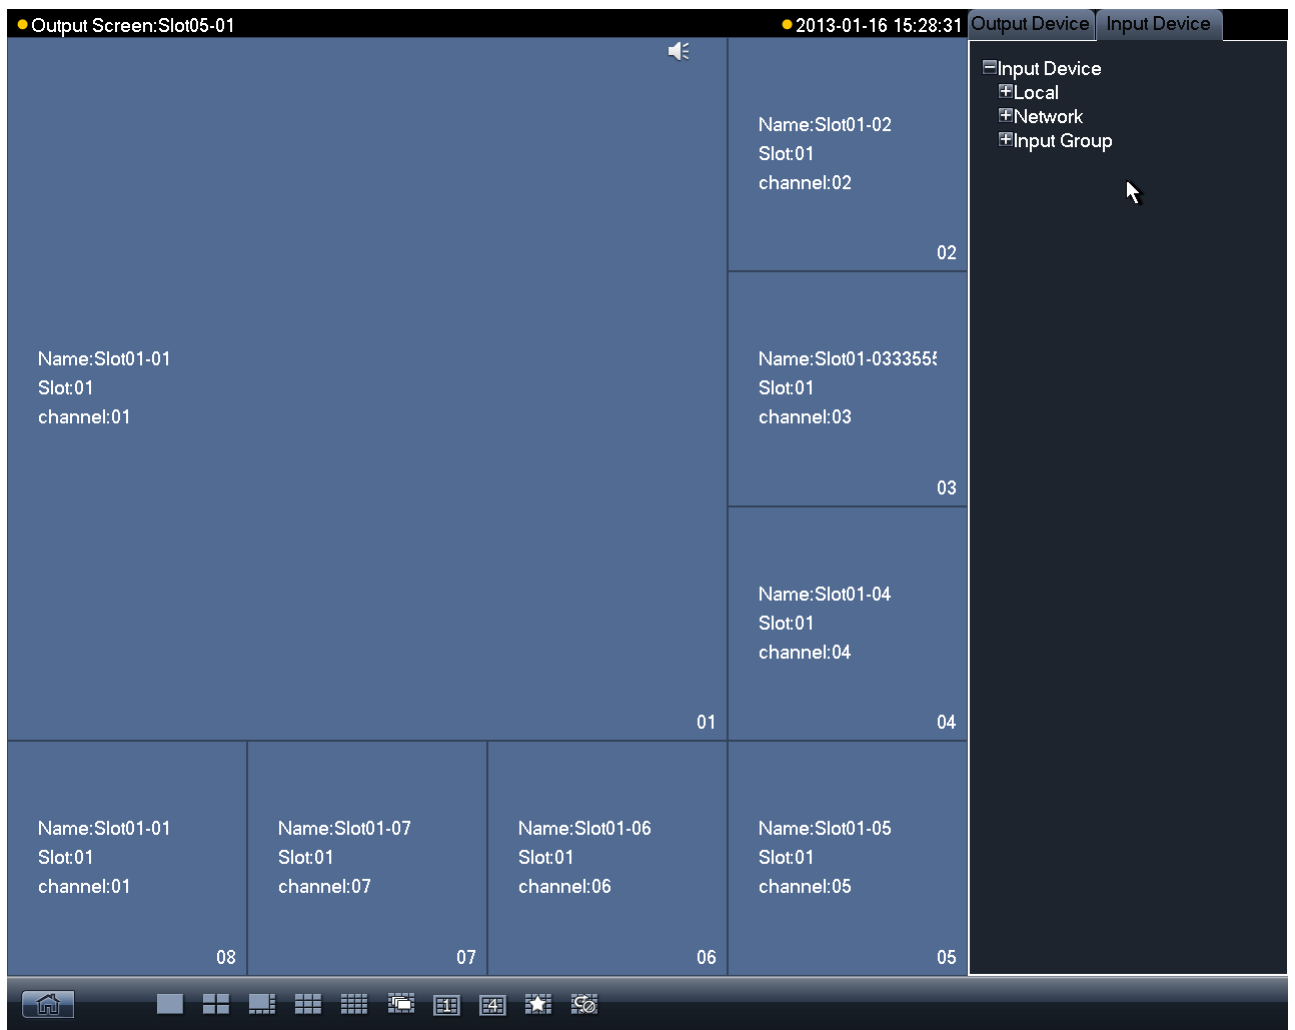 Output Screen:Slot05-01
2013-01-16 15:28:31
Output Device
Input Device
Input Device
Local
Network
Input Group
Name:Slot01-01
Slot:01
channel:01
01
Name:Slot01-02
Slot:01
channel:02
02
Name:Slot01-0333555
Slot:01
channel:03
03
Name:Slot01-04
Slot:01
channel:04
04
Name:Slot01-01
Slot:01
channel:01
08
Name:Slot01-07
Slot:01
channel:07
07
Name:Slot01-06
Slot:01
channel:06
06
Name:Slot01-05
Slot:01
channel:05
05
1
4